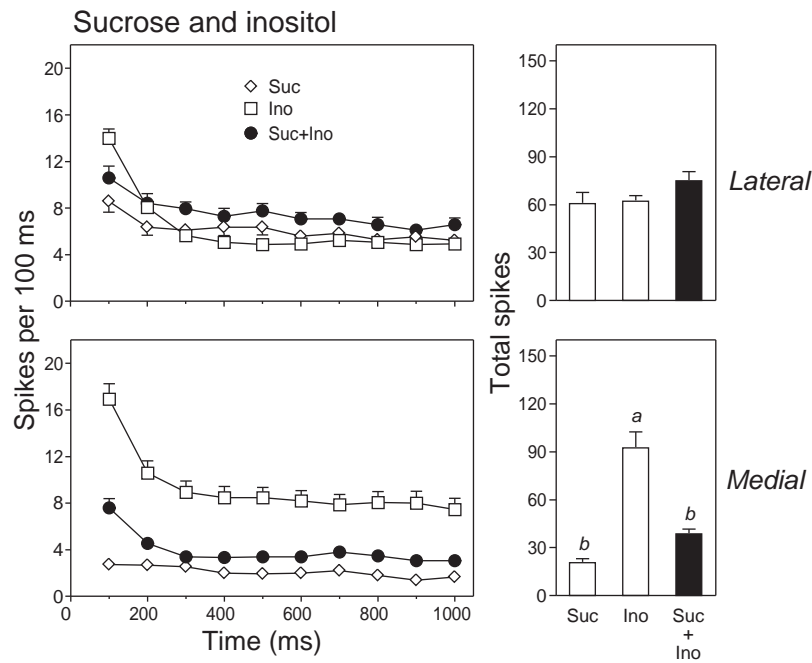 Sucrose and inositol
Spikes per 100 ms
20
16
12
8
4
0
Suc
Ino
Suc+Ino
Total spikes
150
120
90
60
30
0
Lateral
20
16
12
8
4
0
0 200 400 600 800 1000
Time (ms)
150
120
90
60
30
0
b a b
Suc Ino Suc
+
Ino
Medial